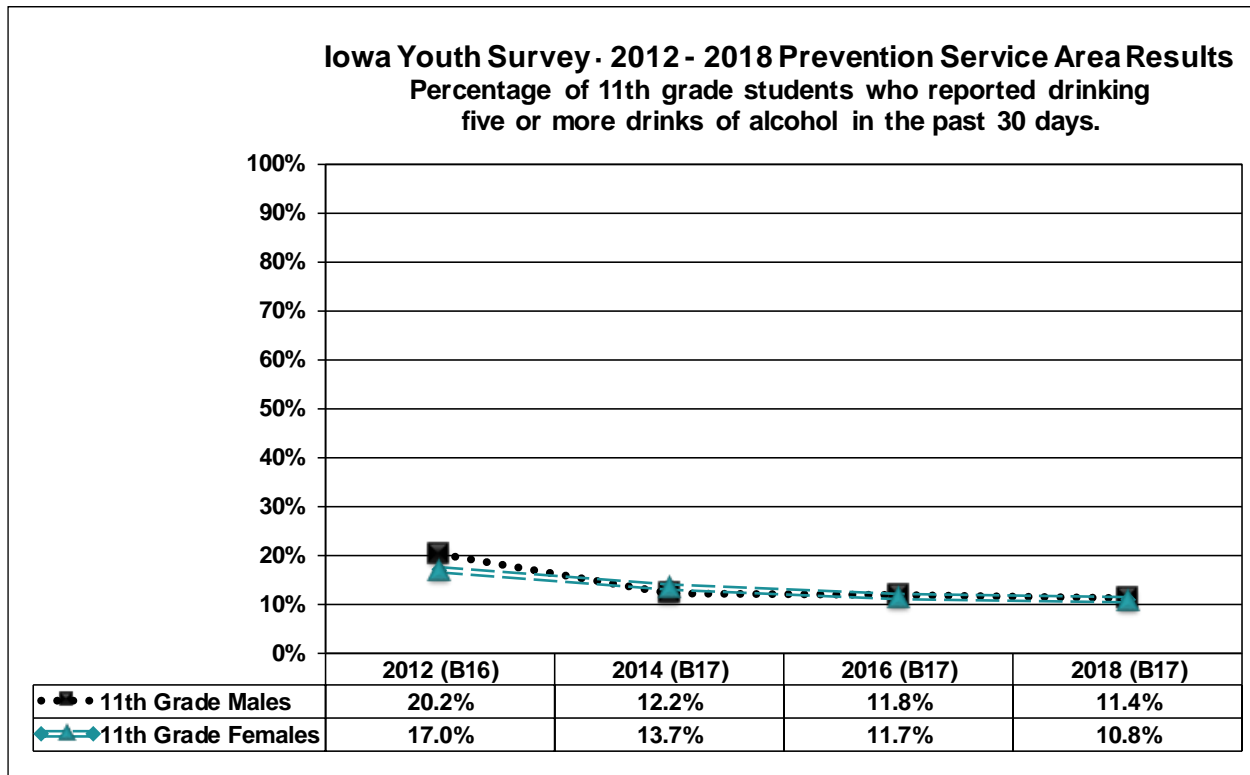 Iowa Youth Survey · 2012 - 2018 Prevention Service Area Results
Percentage of 11th grade students who reported drinking
five or more drinks of alcohol in the past 30 days.
100%
90%
80%
70%
60%
50%
40%
30%
20%
10%
0%
2012 (B16) 2014 (B17) 2016 (B17) 2018 (B17)
11th Grade Males 20.2% 12.2% 11.8% 11.4%
11th Grade Females 17.0% 13.7% 11.7% 10.8%